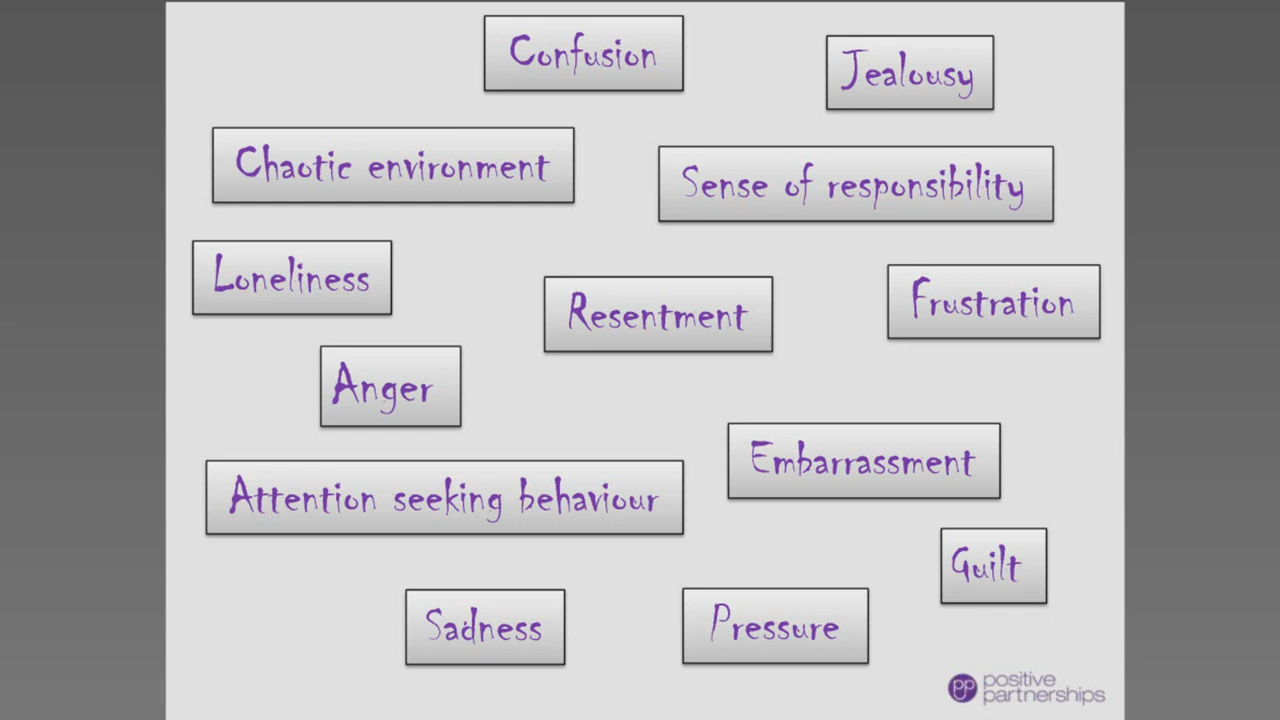 Confusion
Jealousy
Chaotic environment
Sense of responsibility
Loneliness
Resentment
Frustration
Anger
Embarrassment
Attention seeking behaviour
Guilt
Sadness
Pressure
pp
positive
partnerships